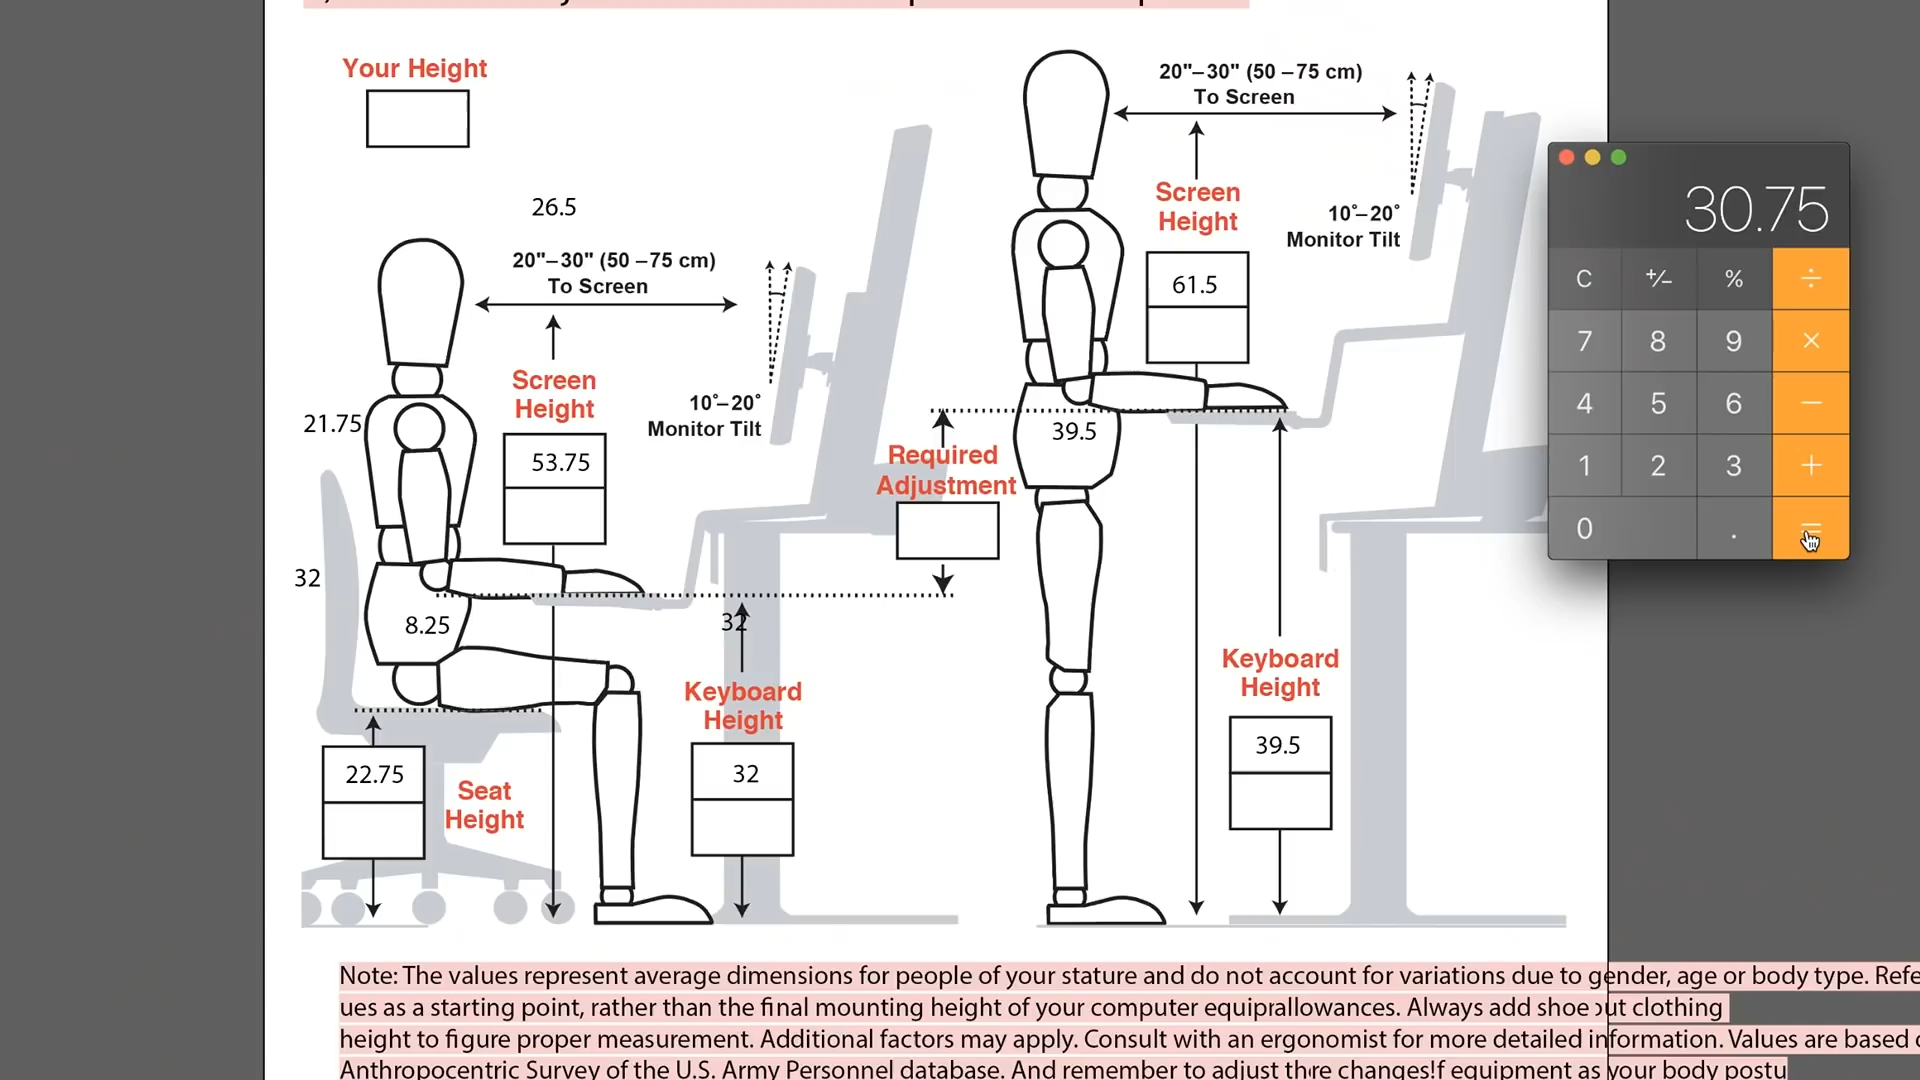 Your Height
20"–30" (50 –75 cm)
To Screen
26.5
Screen
Height
61.5
10°–20°
Monitor Tilt
20"–30" (50 –75 cm)
To Screen
Screen
Height
53.75
10°–20°
Monitor Tilt
21.75
39.5
Required
Adjustment
32
8.25
32
Keyboard
Height
32
Keyboard
Height
39.5
22.75
Seat
Height
30.75
C +/− % ÷
7 8 9 ×
4 5 6 −
1 2 3 +
0 . =
Note: The values represent average dimensions for people of your stature and do not account for variations due to gender, age or body type. Refe
ues as a starting point, rather than the final mounting height of your computer allowances. Always add shoe clothing
height to figure proper measurement. Additional factors may apply. Consult with an ergonomist for more detailed information. Values are based
Anthropocentric Survey of the U.S. Army Personnel database. And remember to adjust changes! equipment as your body postu